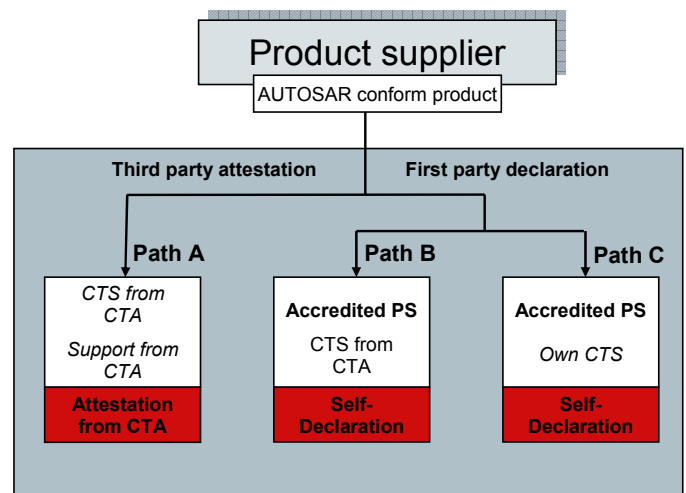 Product supplier
AUTOSAR conform product
Third party attestation
First party declaration
Path A
Path B
Path C
CTS from
CTA
Support from
CTA
Attestation
from CTA
Accredited PS
CTS from
CTA
Self-
Declaration
Accredited PS
Own CTS
Self-
Declaration